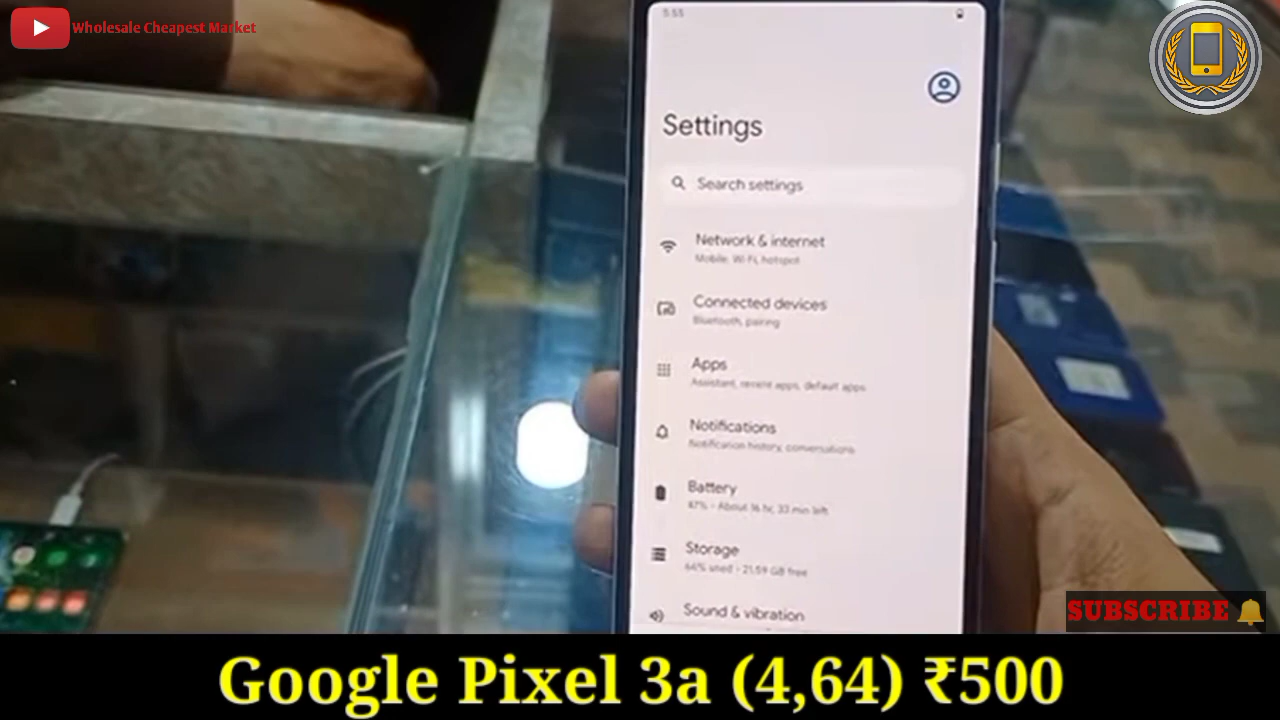 Wholesale Cheapest Market
5:55
Settings
Search settings
Network & internet
Mobile, Wi-Fi, hotspot
Connected devices
Bluetooth, pairing
Apps
Assistant, recent apps, default apps
Notifications
Notification history, conversations
Battery
47% - About 16 hr, 33 min left
Storage
64% used - 21.59 GB free
Sound & vibration
SUBSCRIBE
Google Pixel 3a (4,64) ₹500